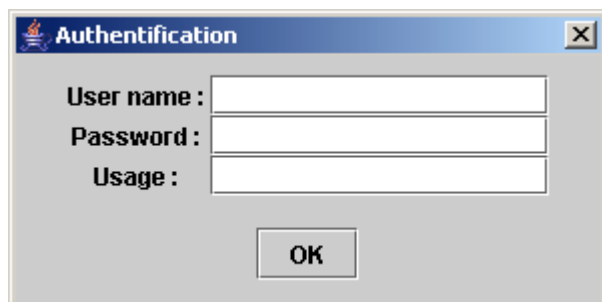 Authentification
User name :
Password :
Usage :
OK